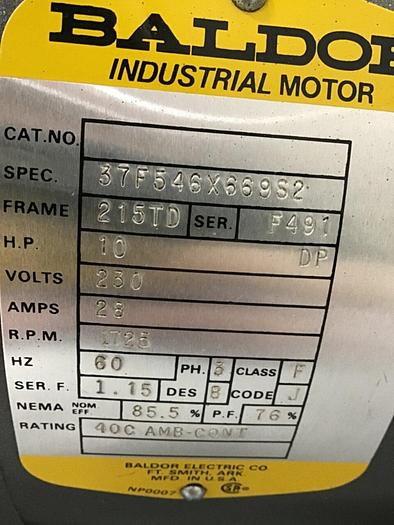 BALDOR
INDUSTRIAL MOTOR
CAT.NO.
SPEC. 37F546X669S2
FRAME 215TD SER. F491
H.P. 10 DP
VOLTS 230
AMPS 28
R.P.M. 1725
HZ 60 PH. 3 CLASS F
SER. F. 1.15 DES B CODE J
NEMA NOM. EFF. 85.5 % P.F. 76 %
RATING 40C AMB-CONT
BALDOR ELECTRIC CO
FT. SMITH, ARK.
MFD IN U.S.A.
NP0007 SA